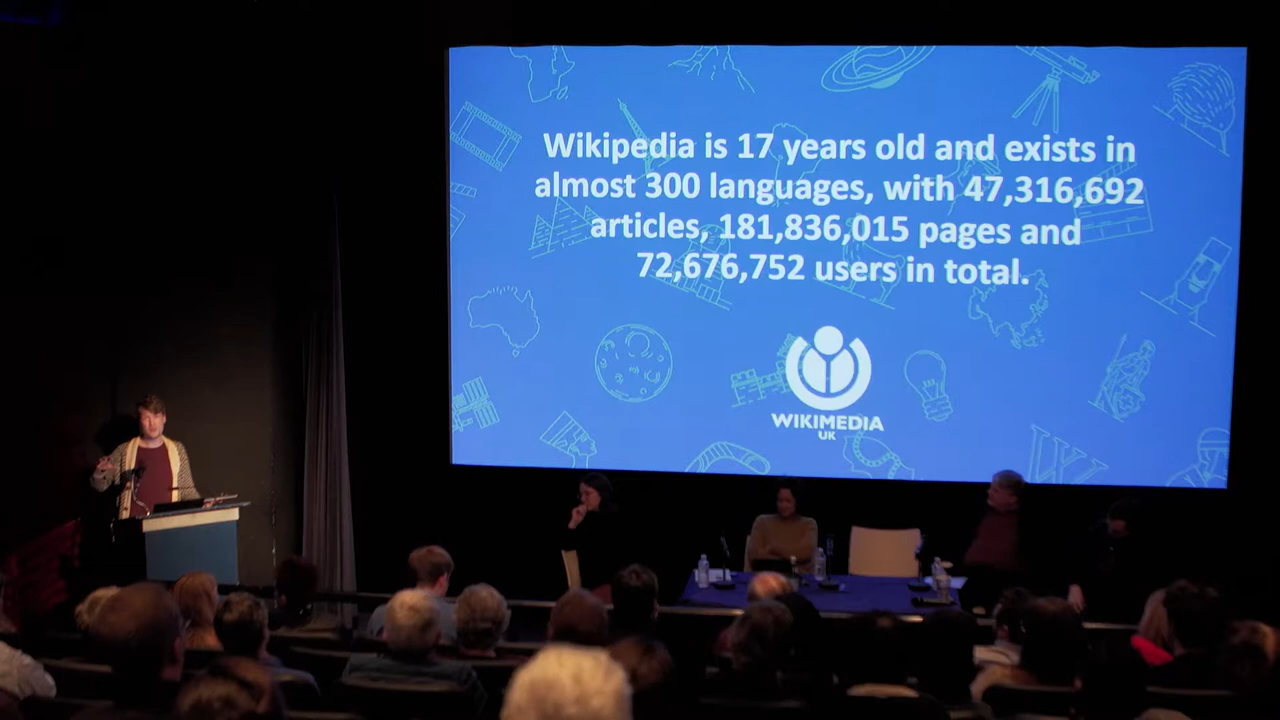 Wikipedia is 17 years old and exists in
almost 300 languages, with 47,316,692
articles, 181,836,015 pages and
72,676,752 users in total.
WIKIMEDIA
UK